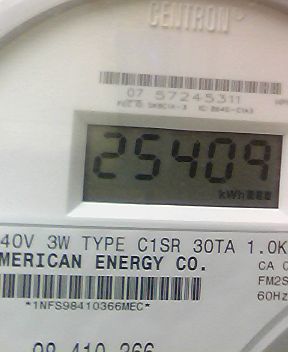 CENTRON
07 57245311
25409
kWh
40V 3W TYPE C1SR 30TA 1.0K
MERICAN ENERGY CO.
CA 0
FM2S
60Hz
*1NFS98410366MEC*
98 410 366